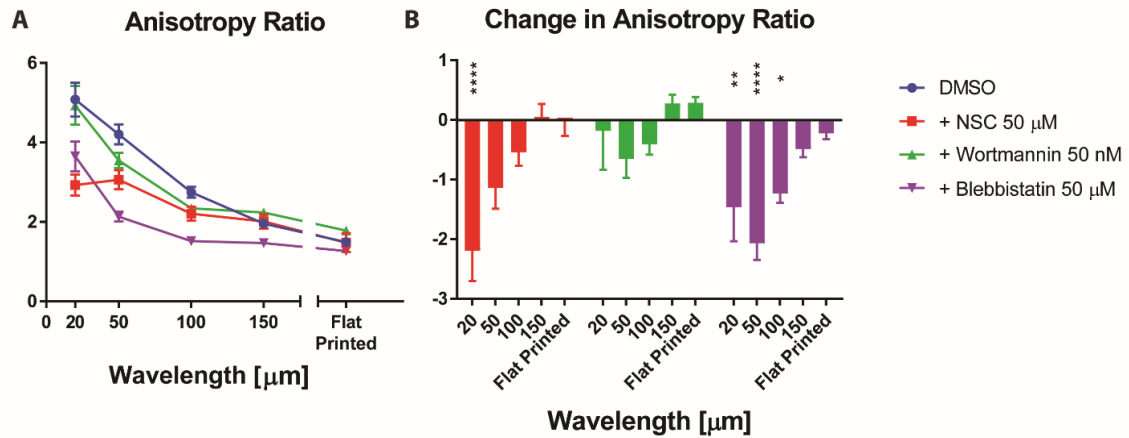 A
Anisotropy Ratio
6
4
2
0
0 20 50 100 150 Flat Printed
Wavelength [μm]
B
Change in Anisotropy Ratio
1
0
-1
-2
-3
**** ** **** *
20 50 100 150 Flat Printed 20 50 100 150 Flat Printed 20 50 100 150 Flat Printed
Wavelength [μm]
DMSO
+ NSC 50 μM
+ Wortmannin 50 nM
+ Blebbistatin 50 μM